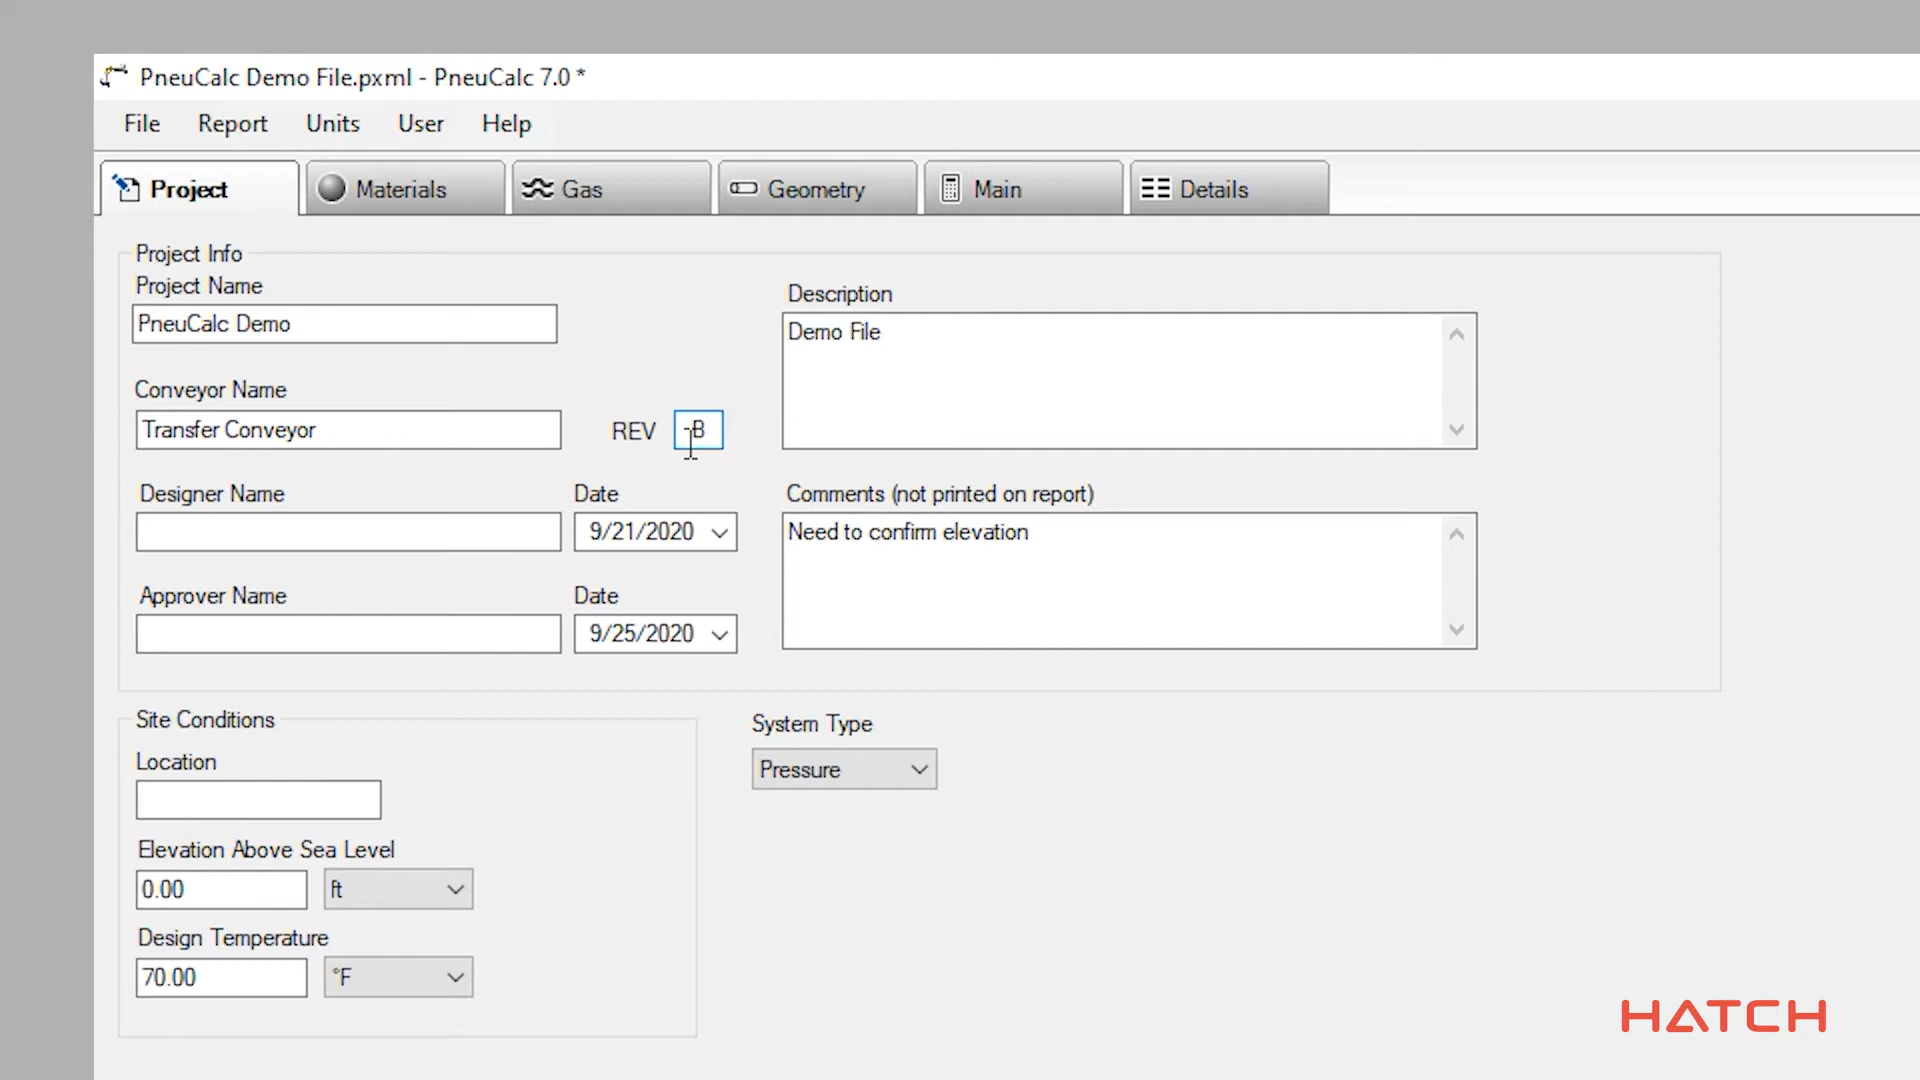 PneuCalc Demo File.pxml - PneuCalc 7.0 *
File Report Units User Help
Project Materials Gas Geometry Main Details
Project Info
Project Name
PneuCalc Demo
Description
Demo File
Conveyor Name
Transfer Conveyor
REV
B
Designer Name
Date
9/21/2020
Comments (not printed on report)
Need to confirm elevation
Approver Name
Date
9/25/2020
Site Conditions
Location
System Type
Pressure
Elevation Above Sea Level
0.00
ft
Design Temperature
70.00
°F
HATCH